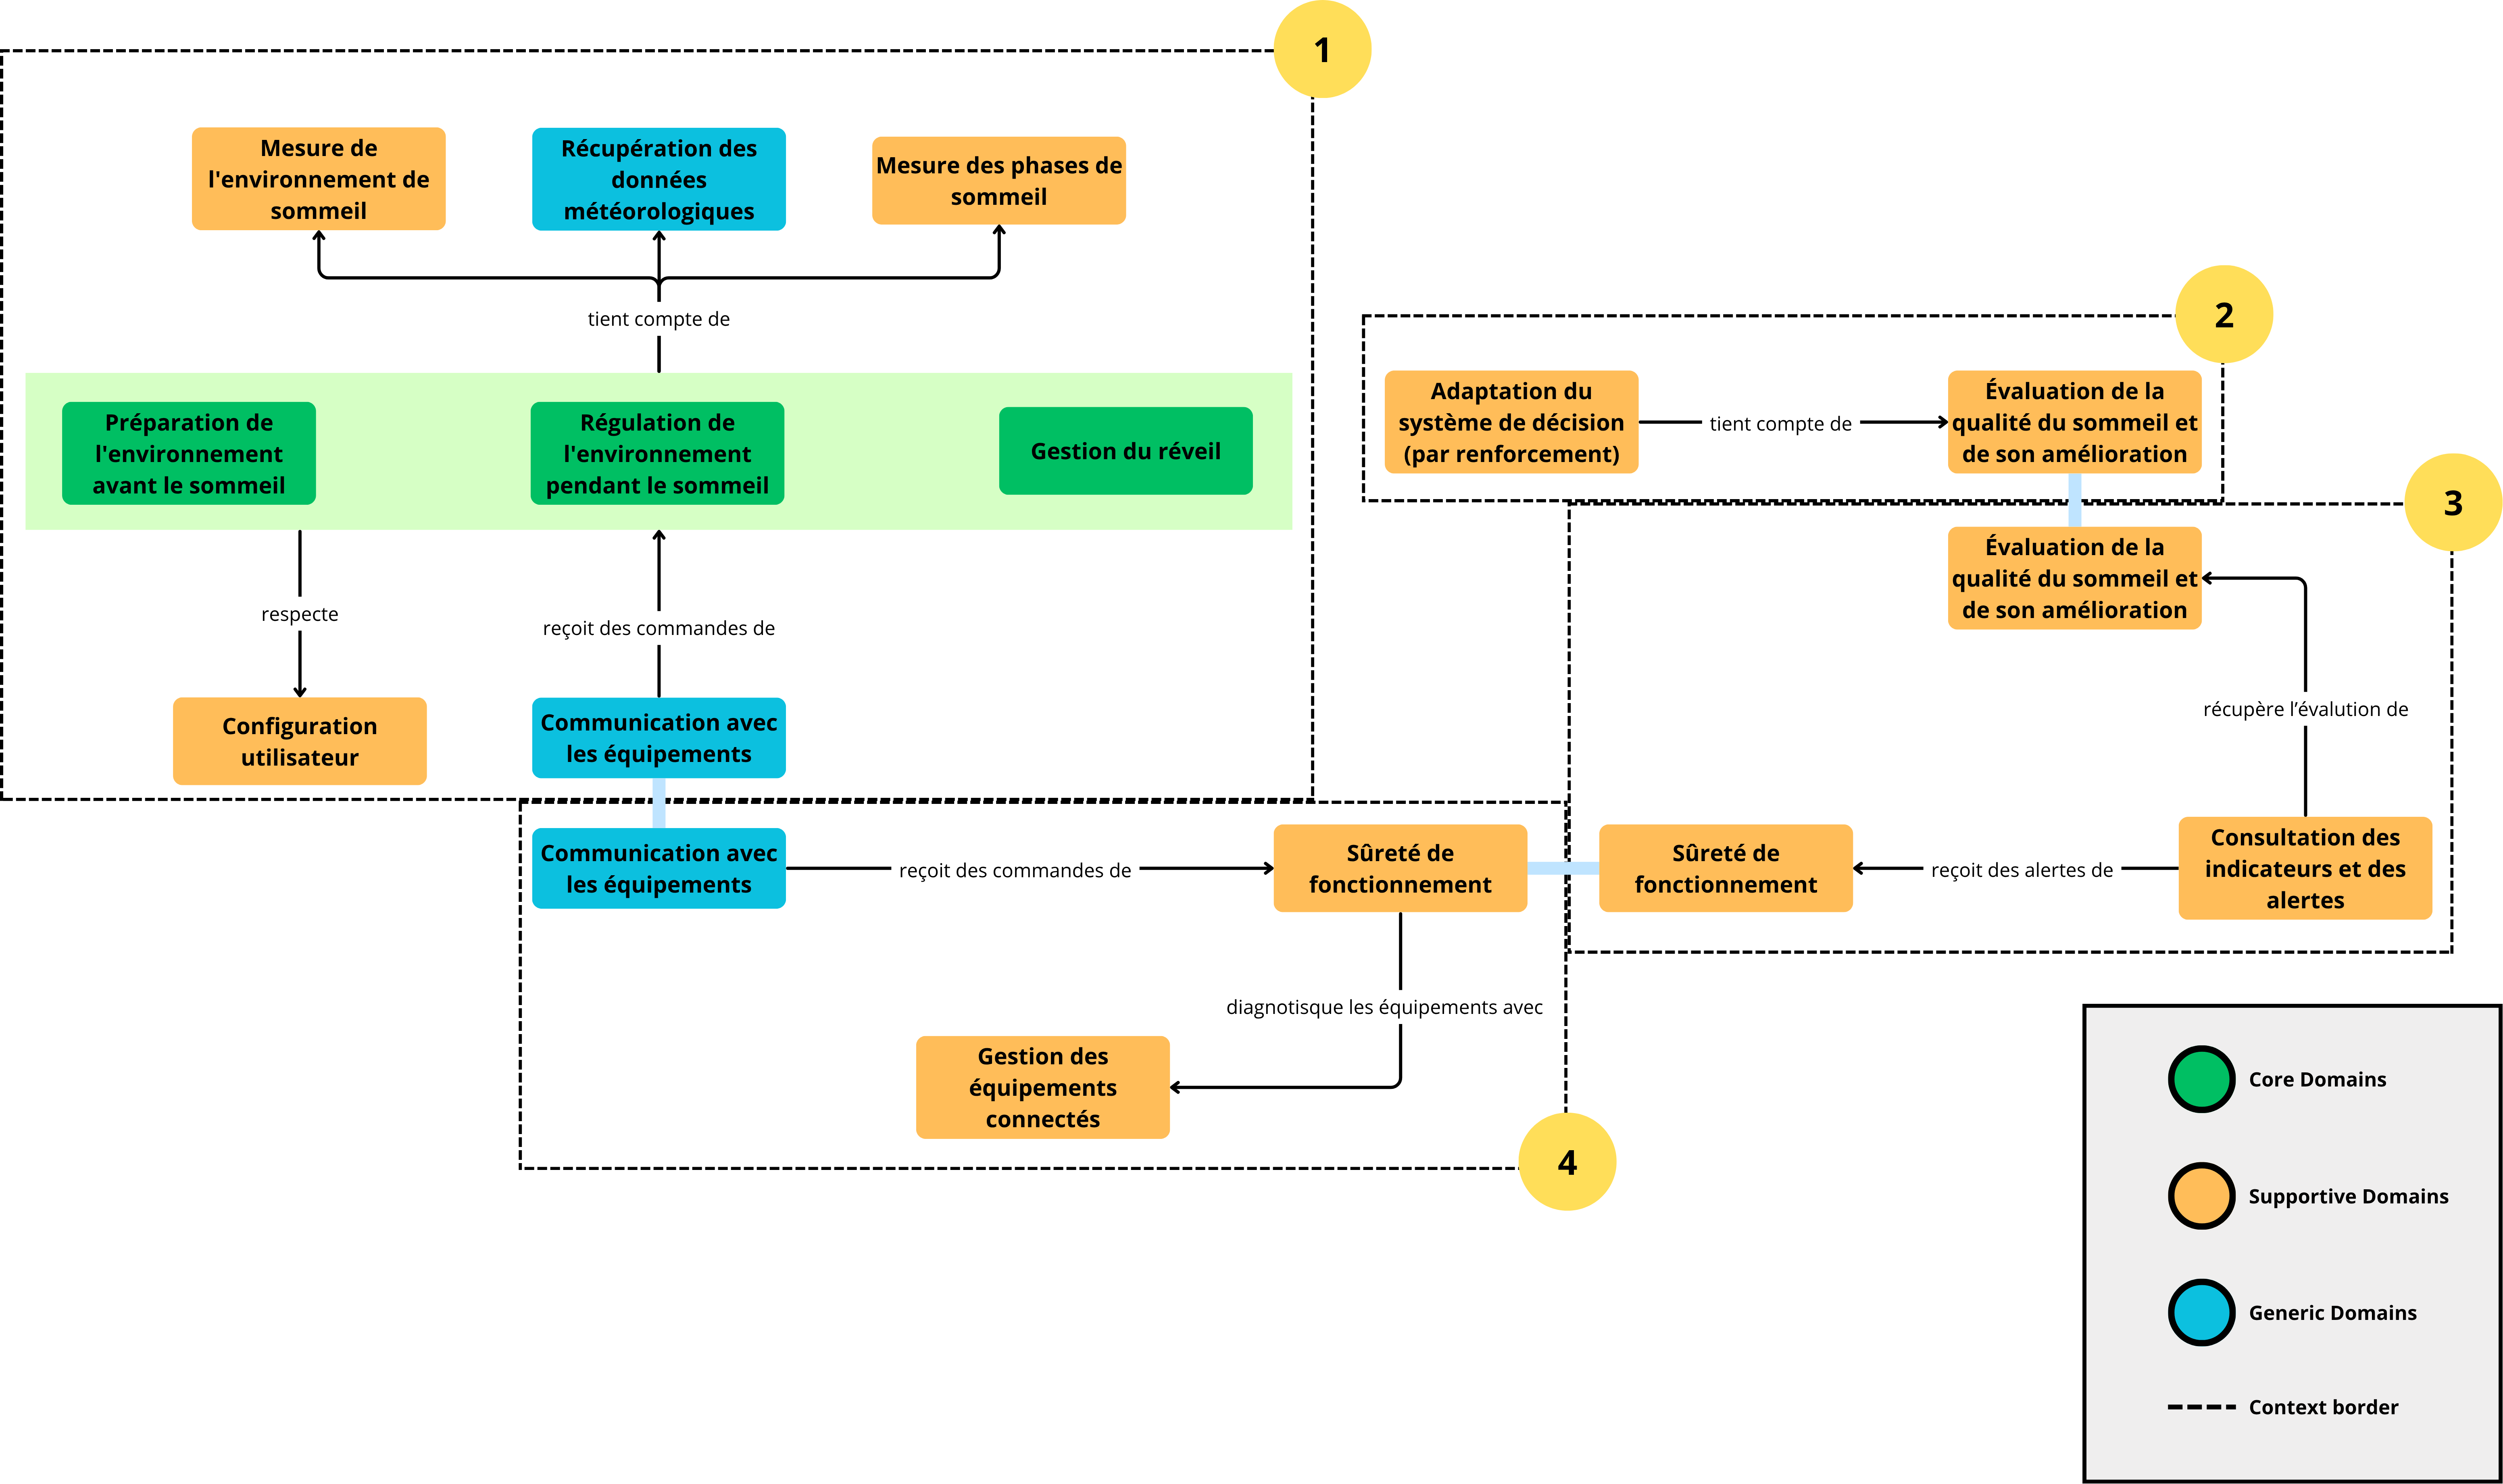 1
Mesure de
l'environnement de
sommeil
Récupération des
données
météorologiques
Mesure des phases de
sommeil
tient compte de
Préparation de
l'environnement
avant le sommeil
Régulation de
l'environnement
pendant le sommeil
Gestion du réveil
respecte
reçoit des commandes de
Configuration
utilisateur
Communication avec
les équipements
2
Adaptation du
système de décision
(par renforcement)
tient compte de
Évaluation de la
qualité du sommeil et
de son amélioration
3
Évaluation de la
qualité du sommeil et
de son amélioration
récupère l’évalution de
Sûreté de
fonctionnement
reçoit des alertes de
Consultation des
indicateurs et des
alertes
Communication avec
les équipements
reçoit des commandes de
Sûreté de
fonctionnement
diagnotisque les équipements avec
Gestion des
équipements
connectés
4
Core Domains
Supportive Domains
Generic Domains
Context border